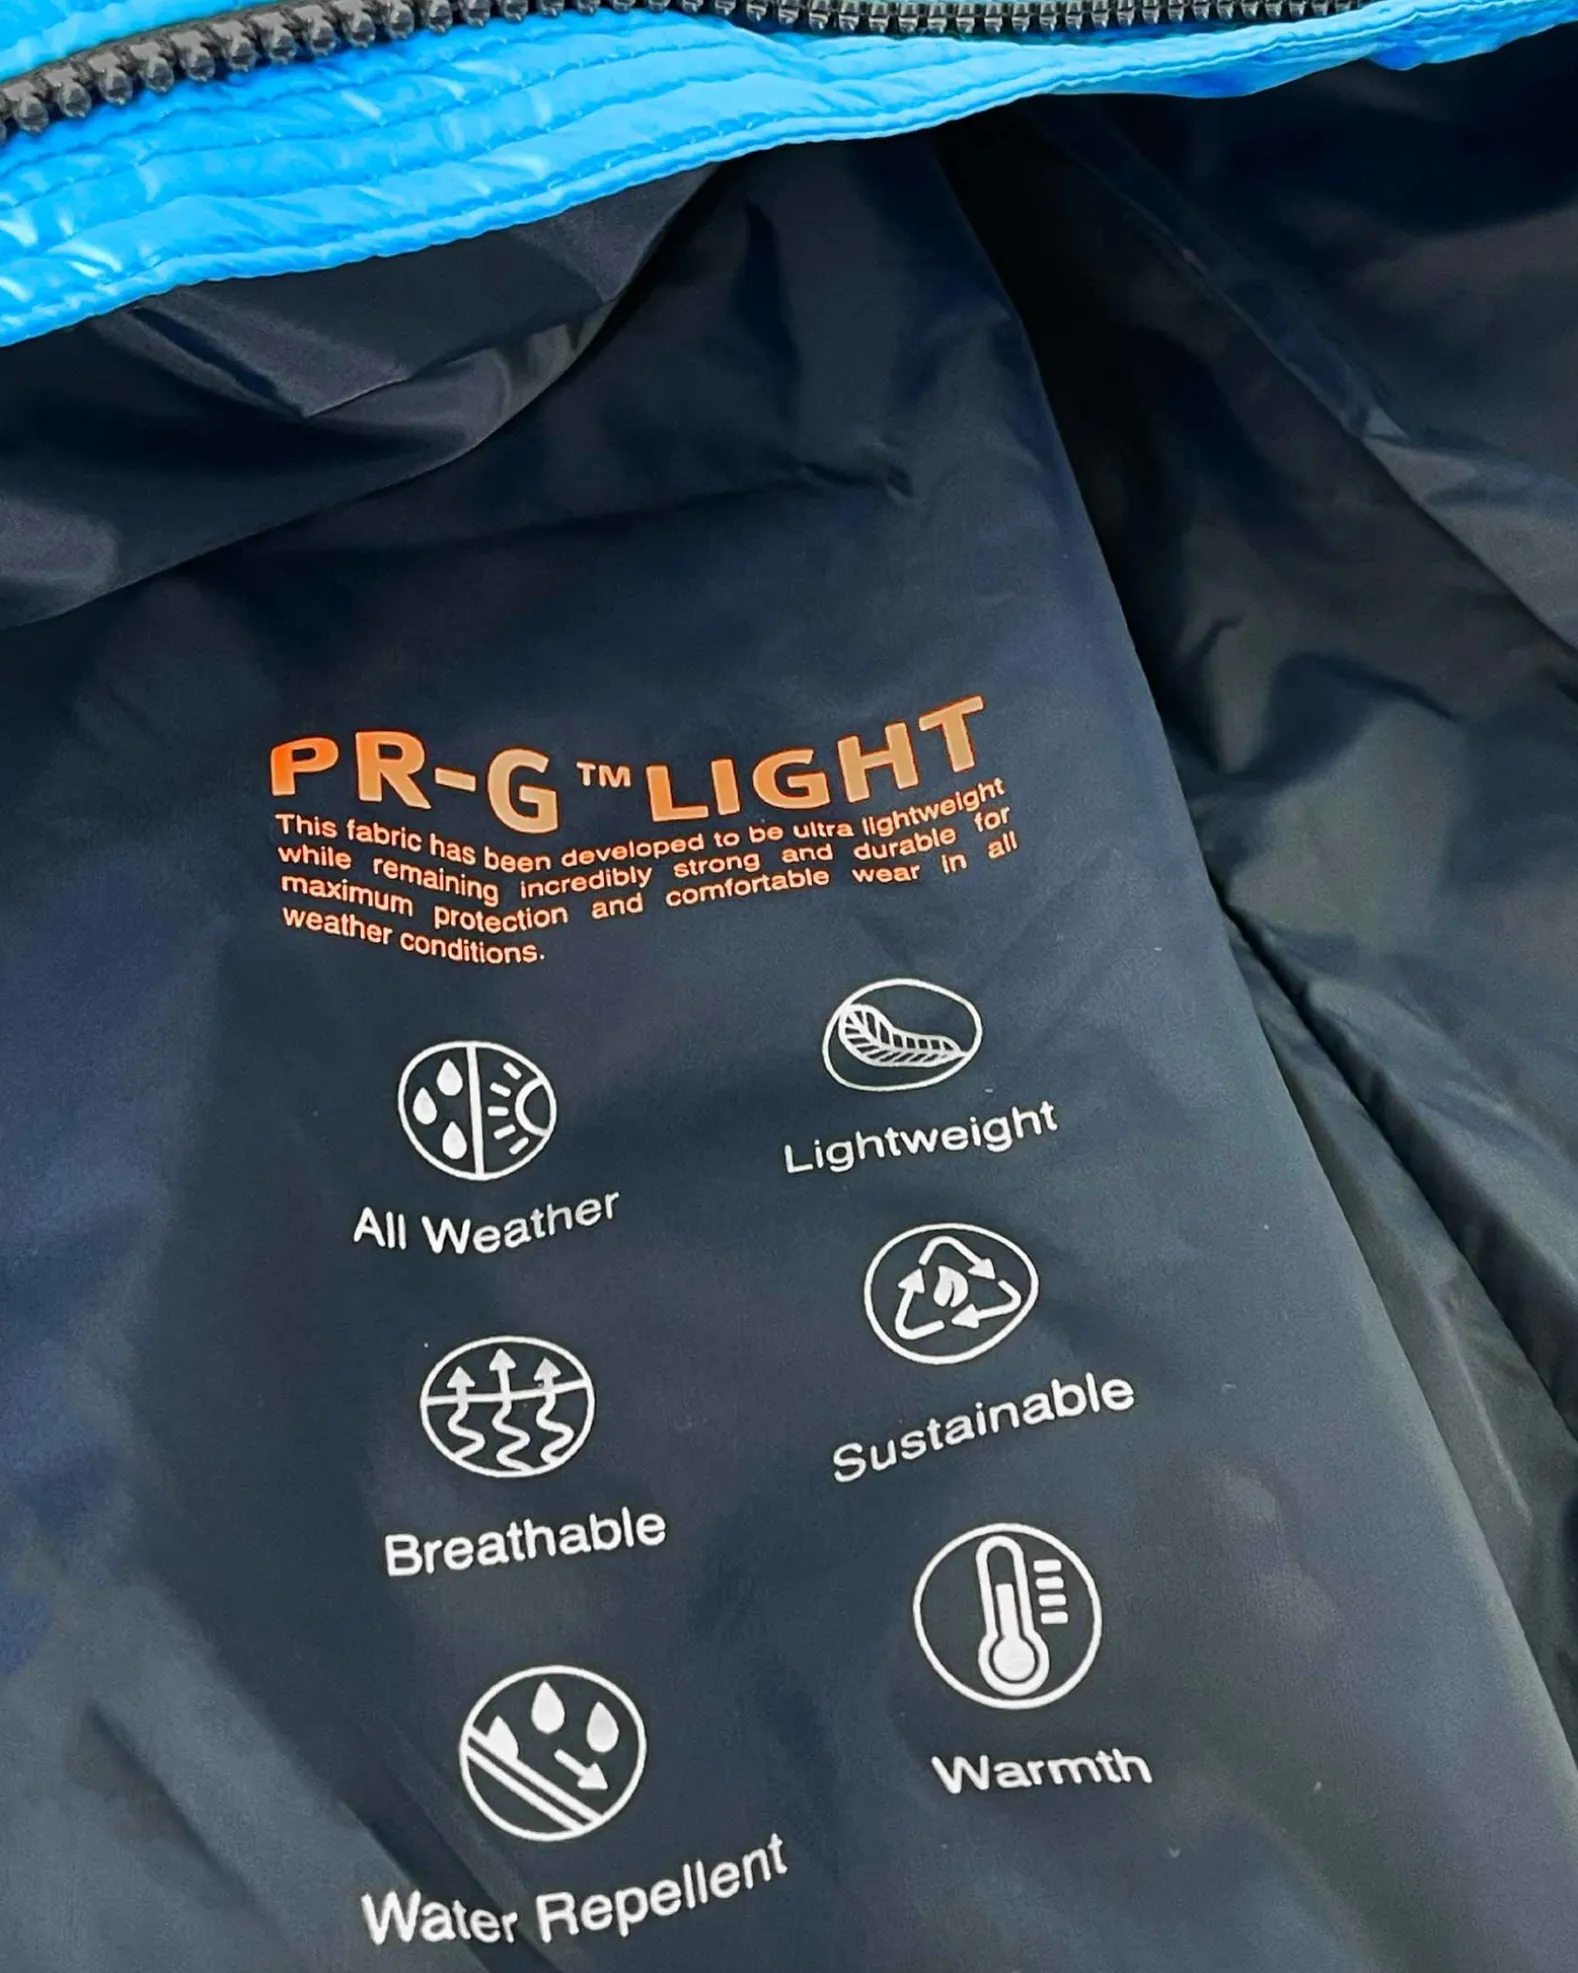 PR-G™LIGHT
This fabric has been developed to be ultra lightweight
while remaining incredibly strong and durable for
maximum protection and comfortable wear in all
weather conditions.
All Weather
Lightweight
Breathable
Sustainable
Water Repellent
Warmth